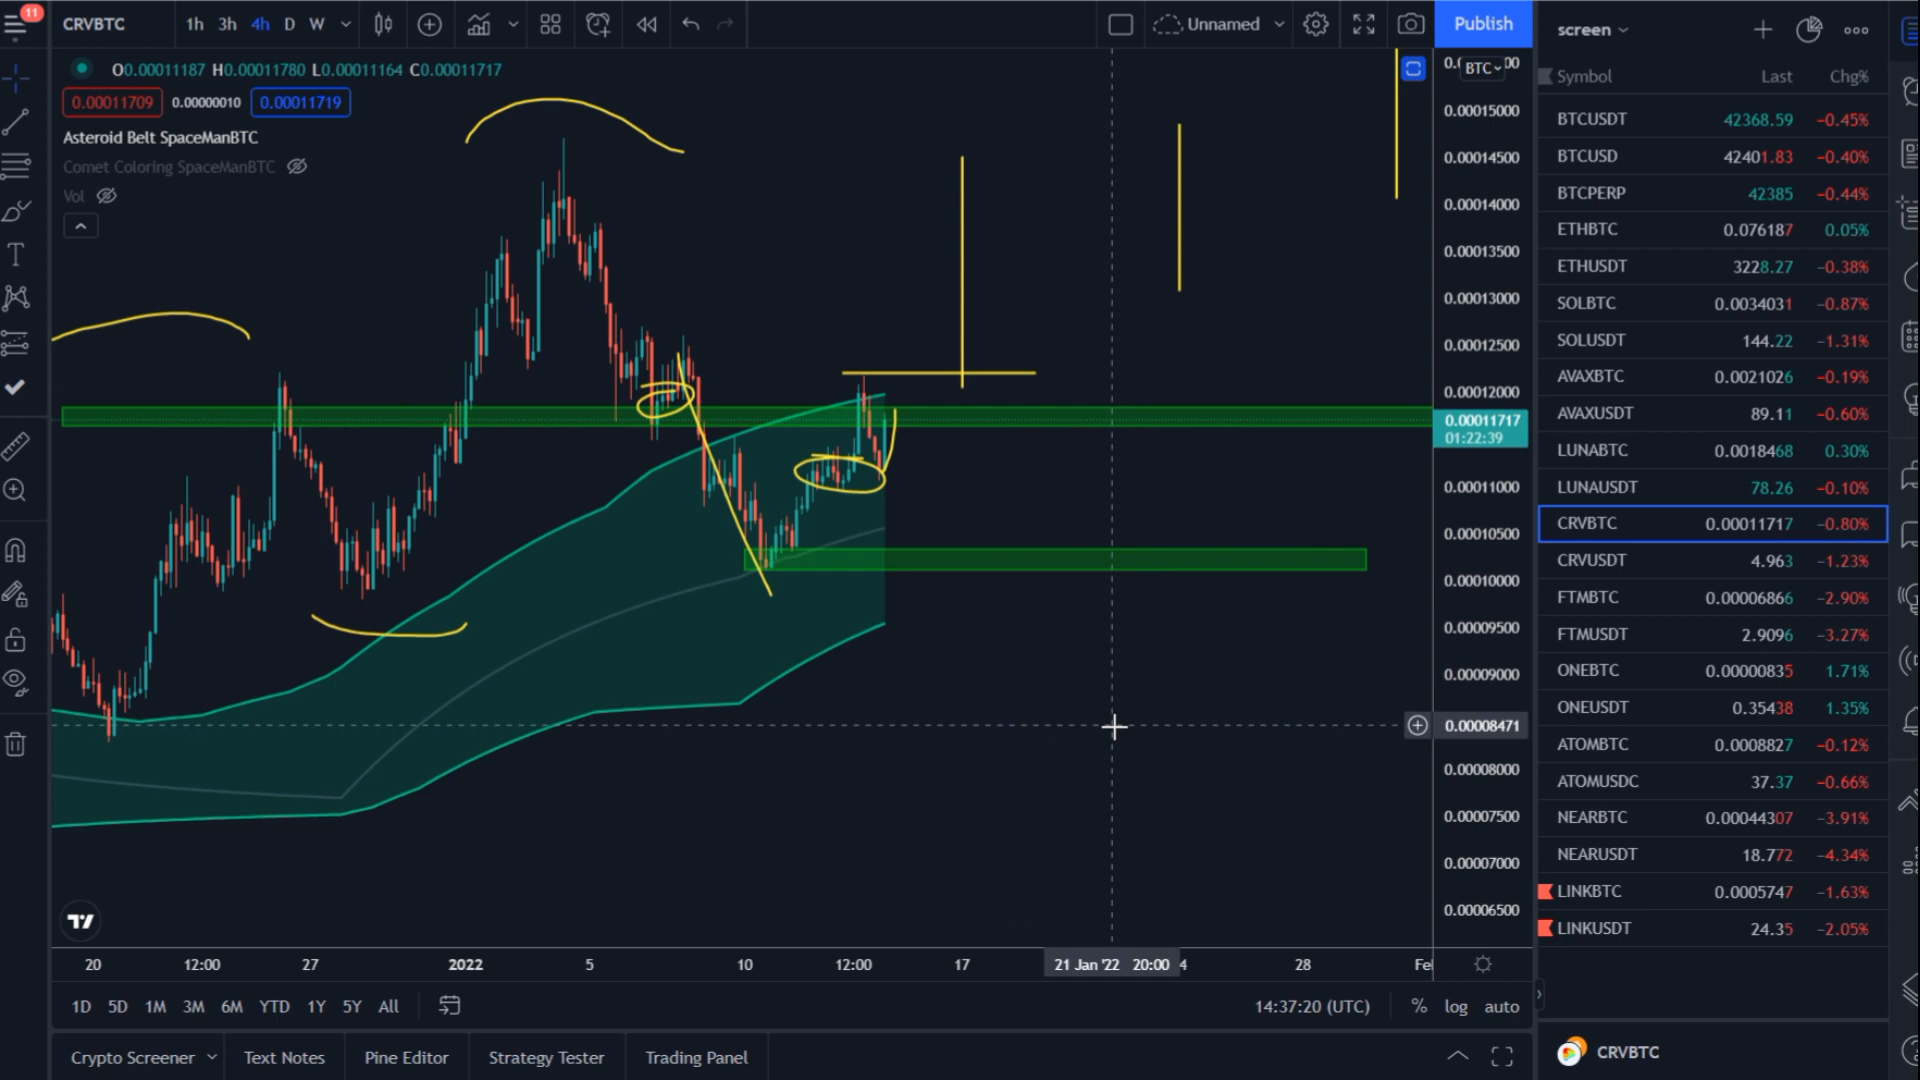 11
CRVBTC
1h 3h 4h D W
Unnamed
Publish
screen
O0.00011187 H0.00011780 L0.00011164 C0.00011717
0.00011709 0.00000010 0.00011719
Asteroid Belt SpaceManBTC
Comet Coloring SpaceManBTC
Vol
BTC
0.00015000
0.00014500
0.00014000
0.00013500
0.00013000
0.00012500
0.00012000
0.00011717
01:22:39
0.00011000
0.00010500
0.00010000
0.00009500
0.00009000
0.00008471
0.00008000
0.00007500
0.00007000
0.00006500
Symbol Last Chg%
BTCUSDT 42368.59 −0.45%
BTCUSD 42401.83 −0.40%
BTCPERP 42385 −0.44%
ETHBTC 0.076187 0.05%
ETHUSDT 3228.27 −0.38%
SOLBTC 0.0034031 −0.87%
SOLUSDT 144.22 −1.31%
AVAXBTC 0.0021026 −0.19%
AVAXUSDT 89.11 −0.60%
LUNABTC 0.0018468 0.30%
LUNAUSDT 78.26 −0.10%
CRVBTC 0.00011717 −0.80%
CRVUSDT 4.963 −1.23%
FTMBTC 0.00006866 −2.90%
FTMUSDT 2.9096 −3.27%
ONEBTC 0.00000835 1.71%
ONEUSDT 0.35438 1.35%
ATOMBTC 0.0008827 −0.12%
ATOMUSDC 37.37 −0.66%
NEARBTC 0.00044307 −3.91%
NEARUSDT 18.772 −4.34%
LINKBTC 0.0005747 −1.63%
LINKUSDT 24.35 −2.05%
20 12:00 27 2022 5 10 12:00 17 21 Jan '22 20:00 4 28 Fe
1D 5D 1M 3M 6M YTD 1Y 5Y All
14:37:20 (UTC) % log auto
Crypto Screener Text Notes Pine Editor Strategy Tester Trading Panel
CRVBTC